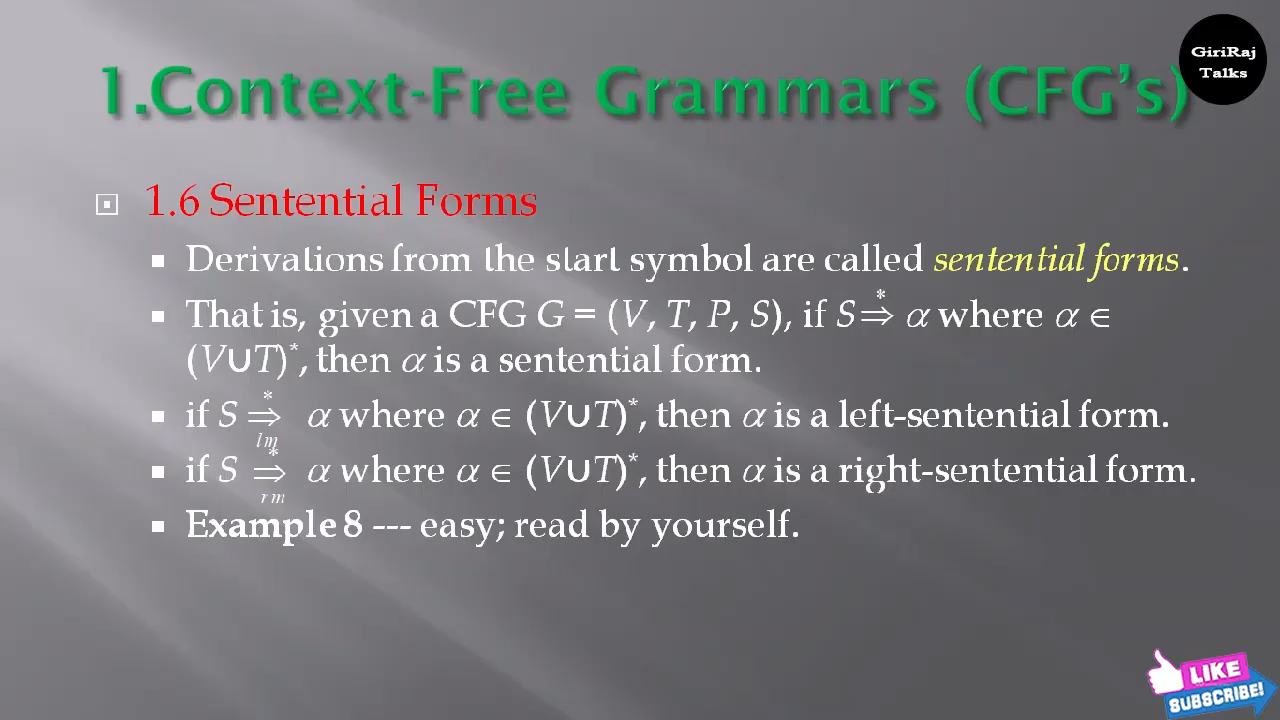 GiriRaj
Talks
1.Context-Free Grammars (CFG's)
1.6 Sentential Forms
Derivations from the start symbol are called sentential forms.
That is, given a CFG G = (V, T, P, S), if S ⇒* α where α ∈
(V∪T)*, then α is a sentential form.
if S ⇒*lm α where α ∈ (V∪T)*, then α is a left-sentential form.
if S ⇒*rm α where α ∈ (V∪T)*, then α is a right-sentential form.
Example 8 --- easy; read by yourself.
LIKE
SUBSCRIBE!